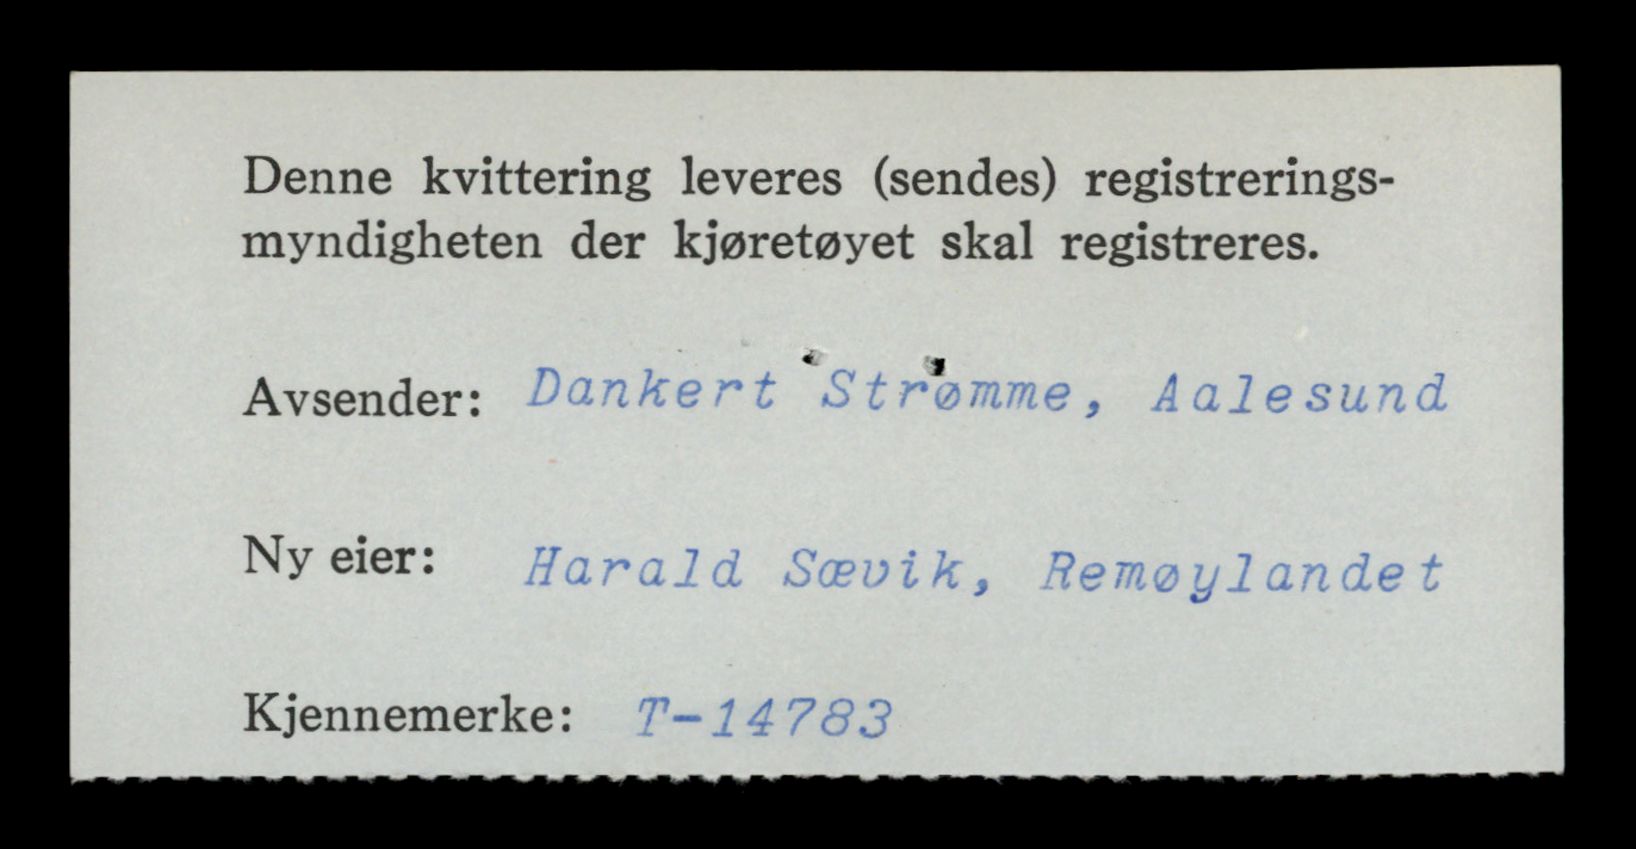 Denne kvittering leveres (sendes) registrerings-
myndigheten der kjøretøyet skal registreres.
Avsender: Dankert Strømme, Aalesund
Ny eier: Harald Sævik, Remøylandet
Kjennemerke: T-14783